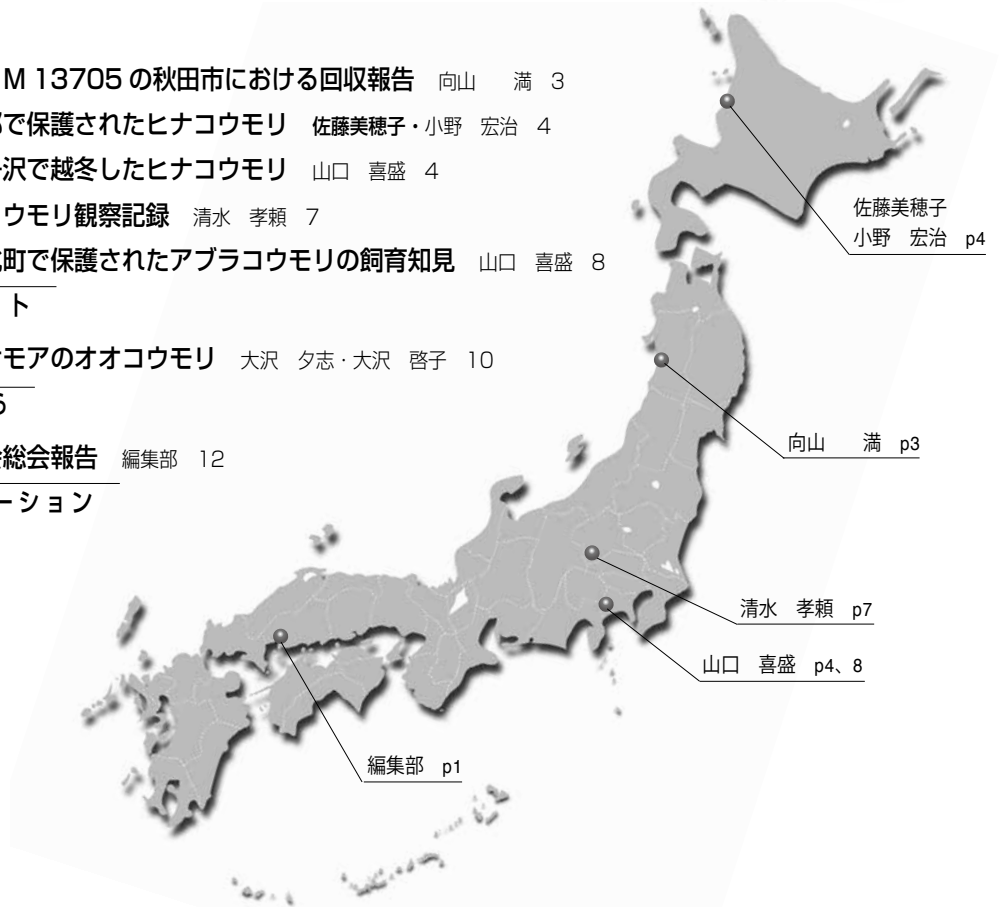 M 13705 の秋田市における回収報告 向山 満 3
で保護されたヒナコウモリ 佐藤美穂子・小野 宏治 4
沢で越冬したヒナコウモリ 山口 喜盛 4
ウモリ観察記録 清水 孝頼 7
町で保護されたアブラコウモリの飼育知見 山口 喜盛 8
ト
モアのオオコウモリ 大沢 夕志・大沢 啓子 10
総会報告 編集部 12
ーション
佐藤美穂子
小野 宏治 p4
向山 満 p3
清水 孝頼 p7
山口 喜盛 p4、8
編集部 p1